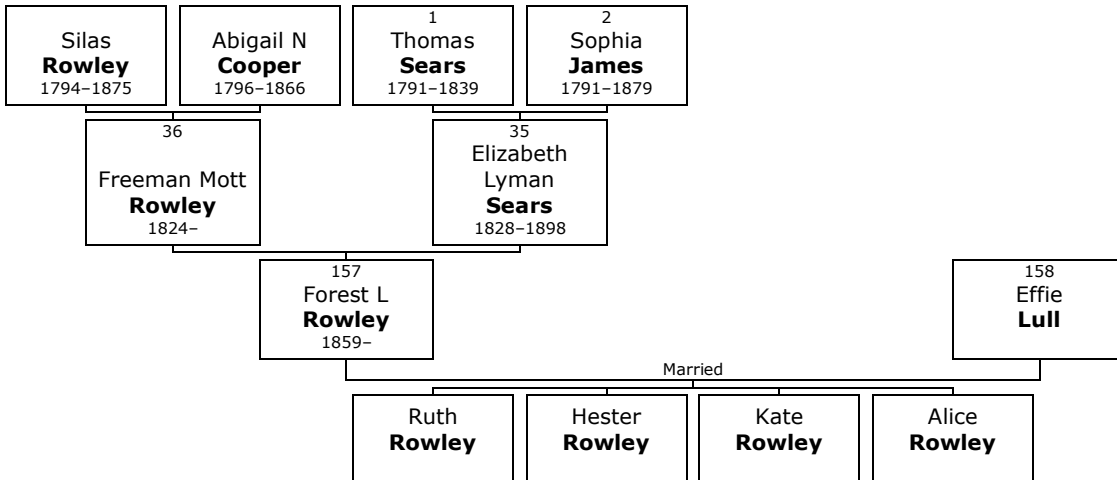 Silas
Rowley
1794–1875
Abigail N
Cooper
1796–1866
1
Thomas
Sears
1791–1839
2
Sophia
James
1791–1879
36
Freeman Mott
Rowley
1824–
35
Elizabeth
Lyman
Sears
1828–1898
157
Forest L
Rowley
1859–
158
Effie
Lull
Married
Ruth
Rowley
Hester
Rowley
Kate
Rowley
Alice
Rowley